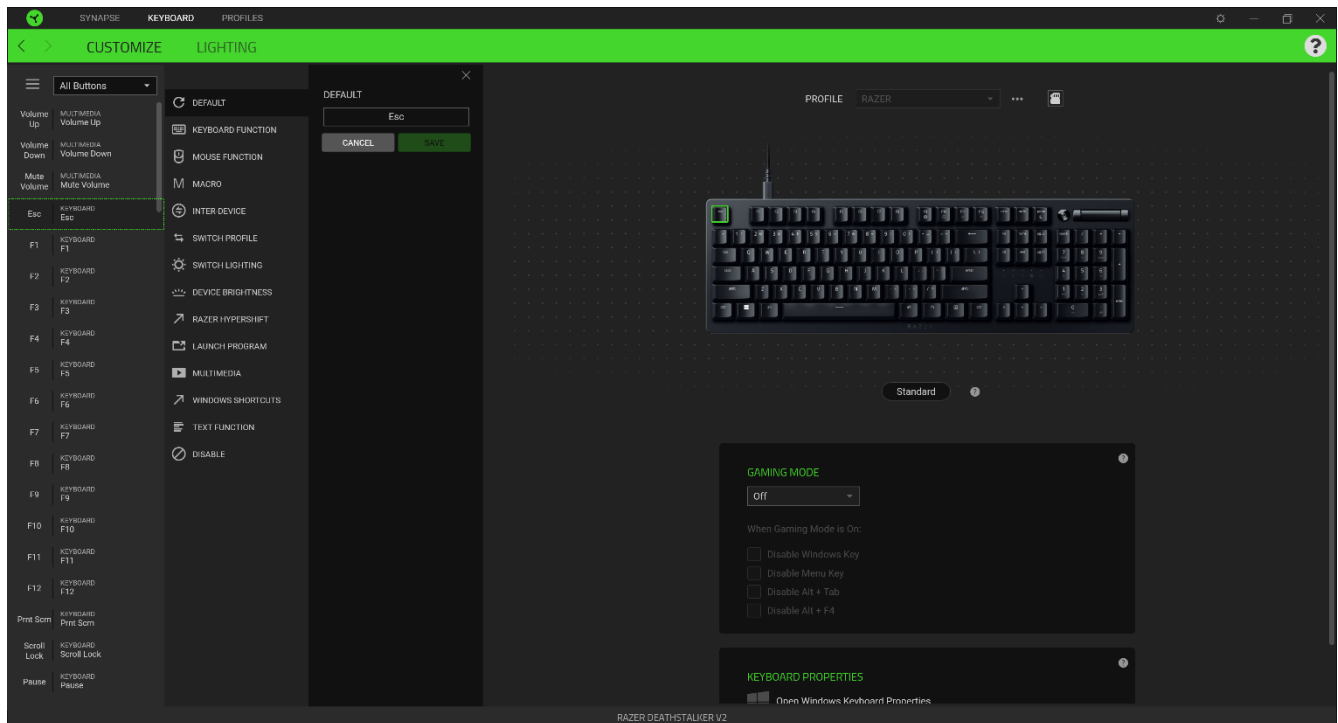 SYNAPSE KEYBOARD PROFILES
CUSTOMIZE LIGHTING
?
All Buttons
Volume Up MULTIMEDIA Volume Up
Volume Down MULTIMEDIA Volume Down
Mute Volume MULTIMEDIA Mute Volume
Esc KEYBOARD Esc
F1 KEYBOARD F1
F2 KEYBOARD F2
F3 KEYBOARD F3
F4 KEYBOARD F4
F5 KEYBOARD F5
F6 KEYBOARD F6
F7 KEYBOARD F7
F8 KEYBOARD F8
F9 KEYBOARD F9
F10 KEYBOARD F10
F11 KEYBOARD F11
F12 KEYBOARD F12
Prnt Scrn KEYBOARD Prnt Scrn
Scroll Lock KEYBOARD Scroll Lock
Pause KEYBOARD Pause
DEFAULT
KEYBOARD FUNCTION
MOUSE FUNCTION
MACRO
INTER-DEVICE
SWITCH PROFILE
SWITCH LIGHTING
DEVICE BRIGHTNESS
RAZER HYPERSHIFT
LAUNCH PROGRAM
MULTIMEDIA
WINDOWS SHORTCUTS
TEXT FUNCTION
DISABLE
DEFAULT
Esc
CANCEL SAVE
PROFILE RAZER
RAZER
Standard ?
?
GAMING MODE
Off
When Gaming Mode is On:
Disable Windows Key
Disable Menu Key
Disable Alt + Tab
Disable Alt + F4
?
KEYBOARD PROPERTIES
Open Windows Keyboard Properties
RAZER DEATHSTALKER V2